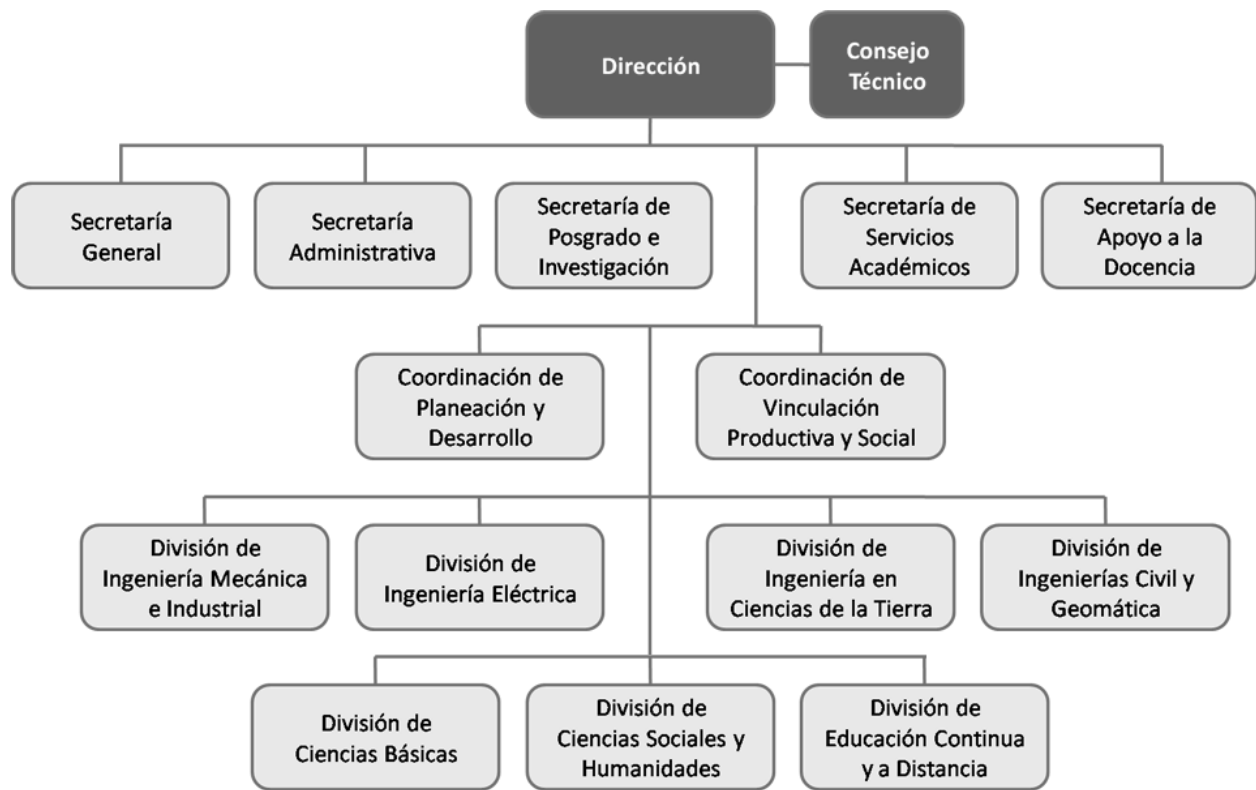 Dirección
Consejo
Técnico
Secretaría
General
Secretaría
Administrativa
Secretaría de
Posgrado e
Investigación
Secretaría de
Servicios
Académicos
Secretaría de
Apoyo a la
Docencia
Coordinación de
Planeación y
Desarrollo
Coordinación de
Vinculación
Productiva y Social
División de
Ingeniería Mecánica
e Industrial
División de
Ingeniería Eléctrica
División de
Ingeniería en
Ciencias de la Tierra
División de
Ingenierías Civil y
Geomática
División de
Ciencias Básicas
División de
Ciencias Sociales y
Humanidades
División de
Educación Continua
y a Distancia